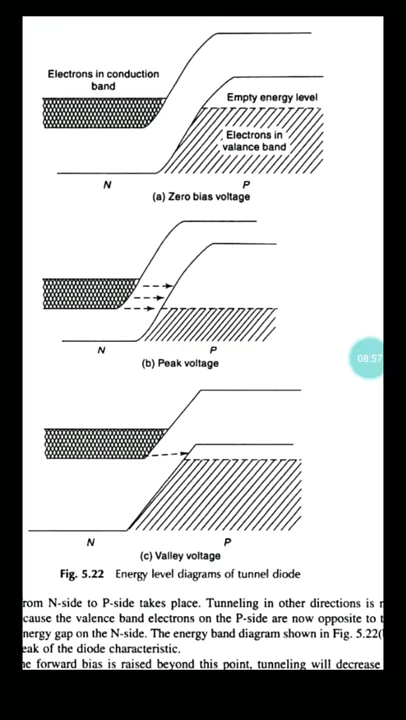 Electrons in conduction
band
Empty energy level
Electrons in
valance band
N
P
(a) Zero bias voltage
N
P
(b) Peak voltage
08:57
N
P
(c) Valley voltage
Fig. 5.22 Energy level diagrams of tunnel diode
rom N-side to P-side takes place. Tunneling in other directions is
cause the valence band electrons on the P-side are now opposite to
nergy gap on the N-side. The energy band diagram shown in Fig. 5.22(
eak of the diode characteristic.
he forward bias is raised beyond this point, tunneling will decrease